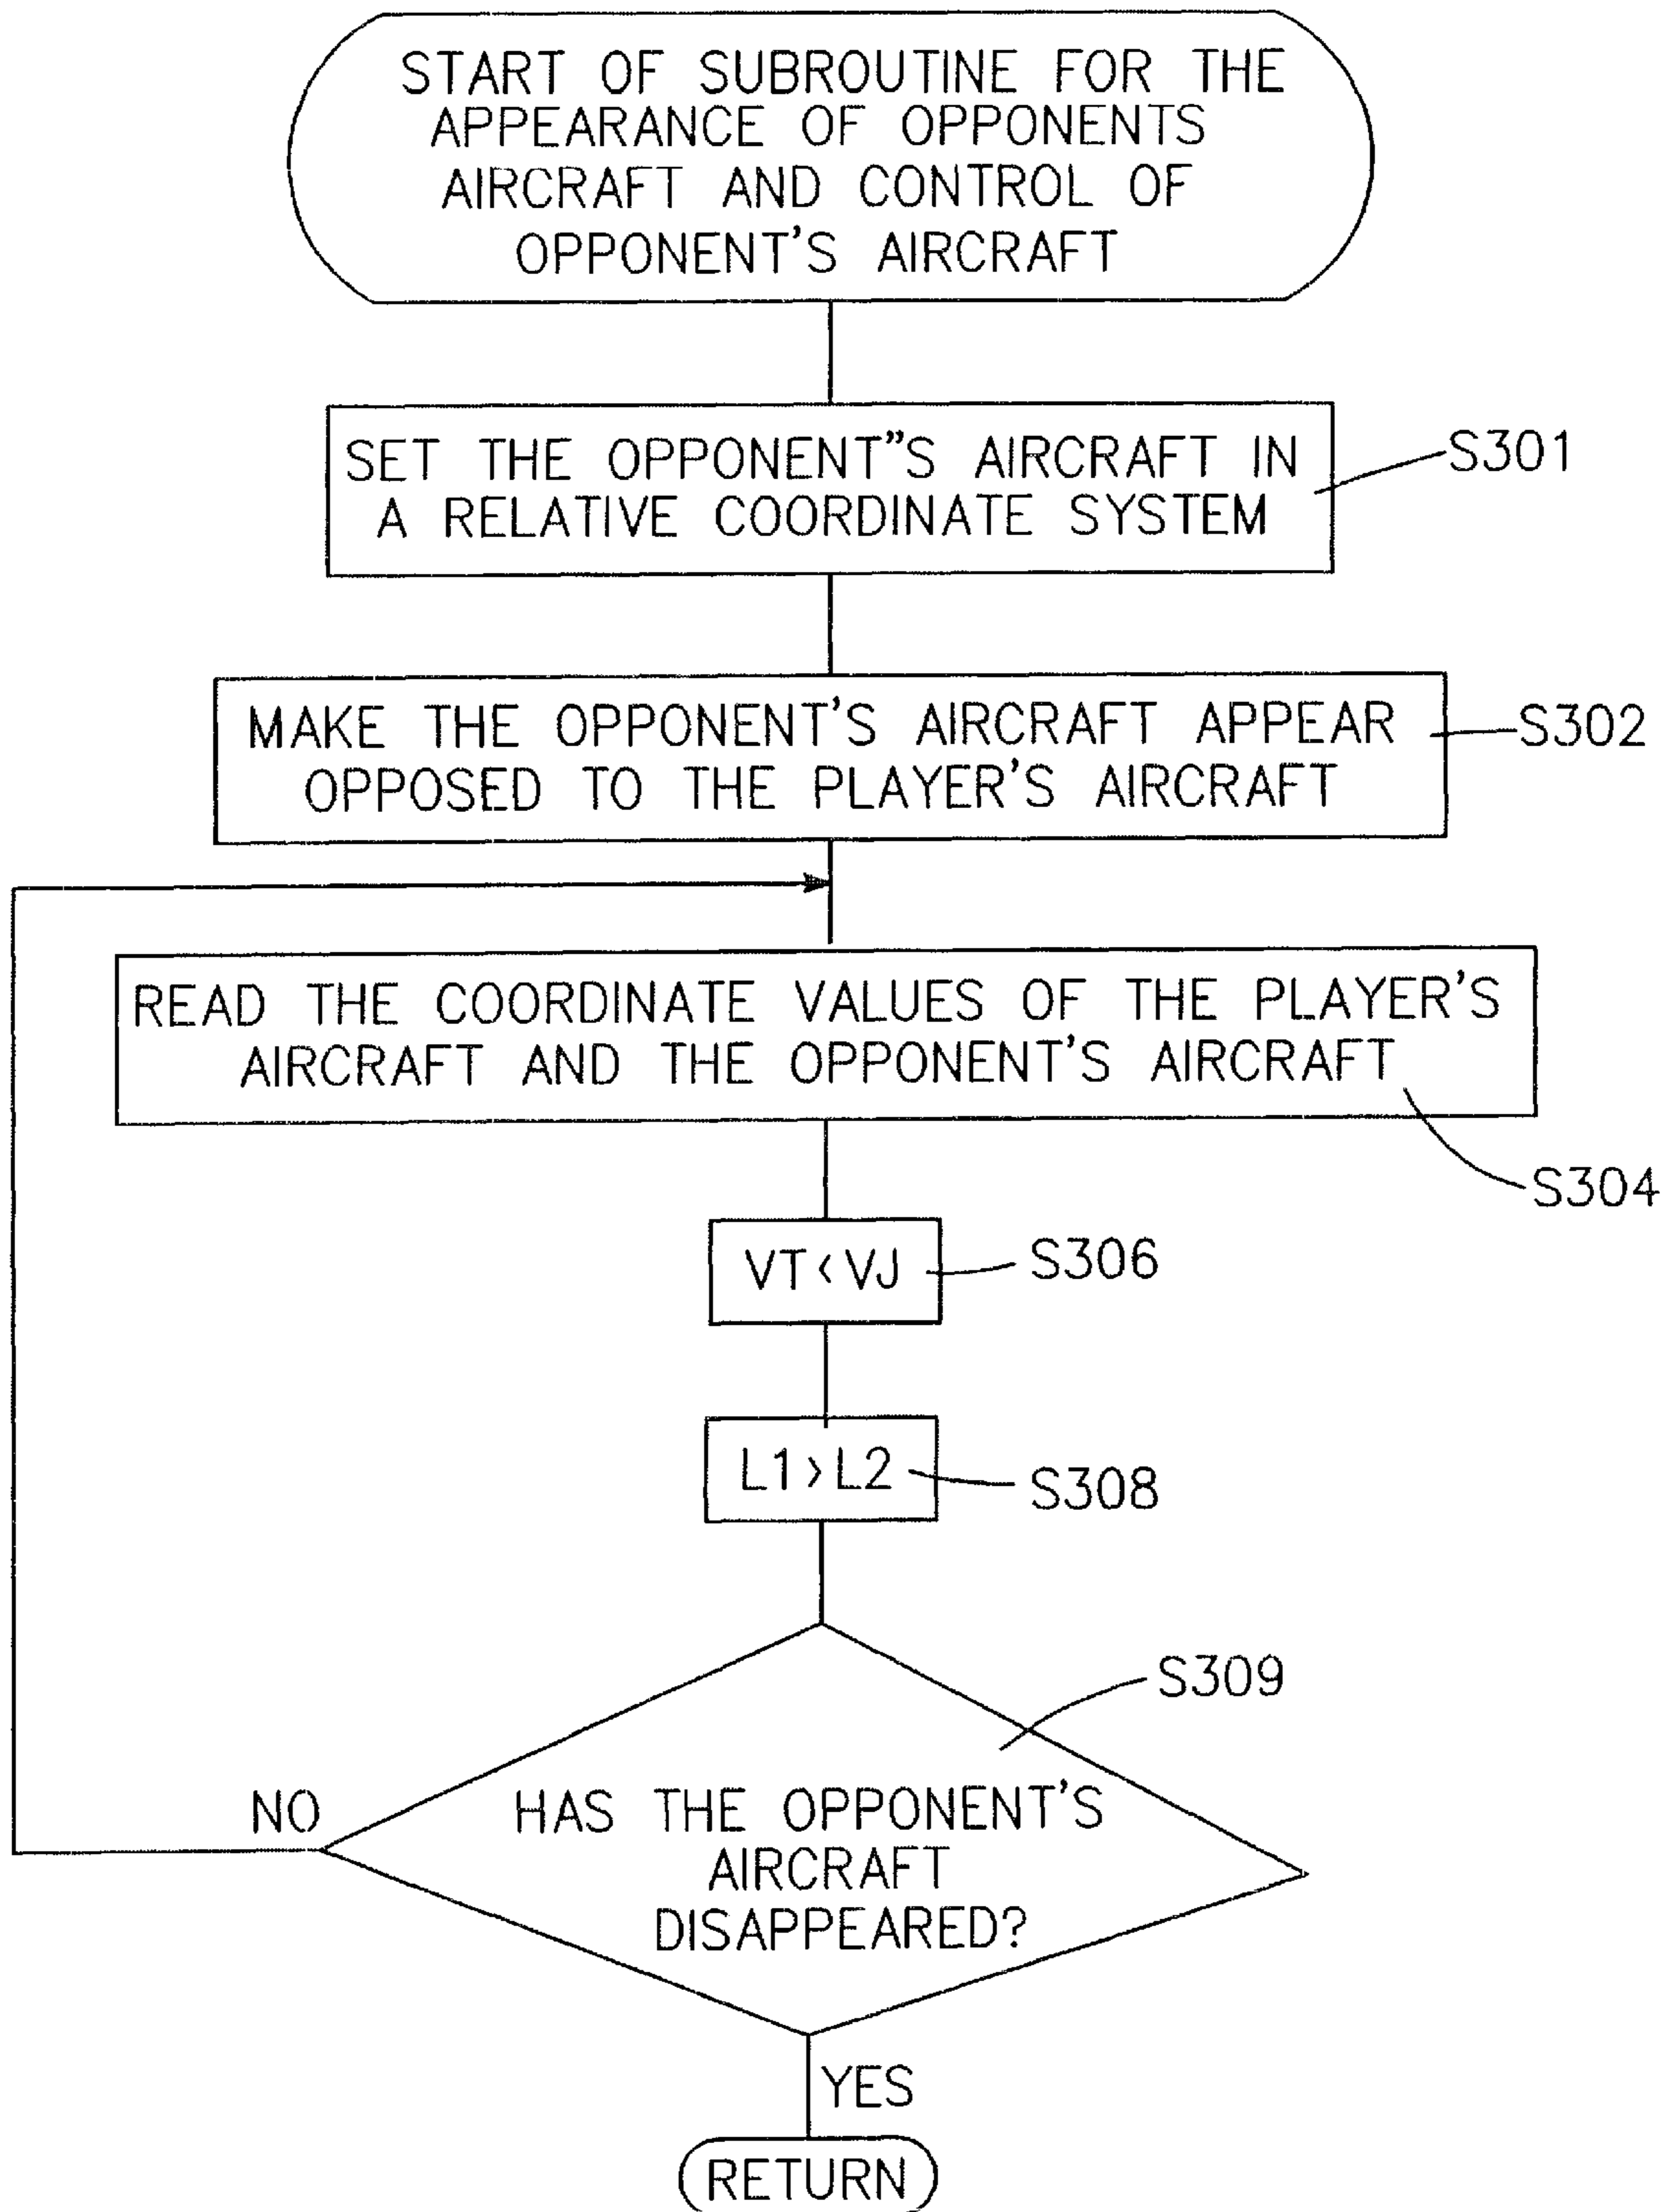 START OF SUBROUTINE FOR THE
APPEARANCE OF OPPONENTS
AIRCRAFT AND CONTROL OF
OPPONENT'S AIRCRAFT
SET THE OPPONENT"S AIRCRAFT IN
A RELATIVE COORDINATE SYSTEM
S301
MAKE THE OPPONENT'S AIRCRAFT APPEAR
OPPOSED TO THE PLAYER'S AIRCRAFT
S302
READ THE COORDINATE VALUES OF THE PLAYER'S
AIRCRAFT AND THE OPPONENT'S AIRCRAFT
S304
VT<VJ
S306
L1>L2
S308
S309
NO
HAS THE OPPONENT'S
AIRCRAFT
DISAPPEARED?
YES
RETURN